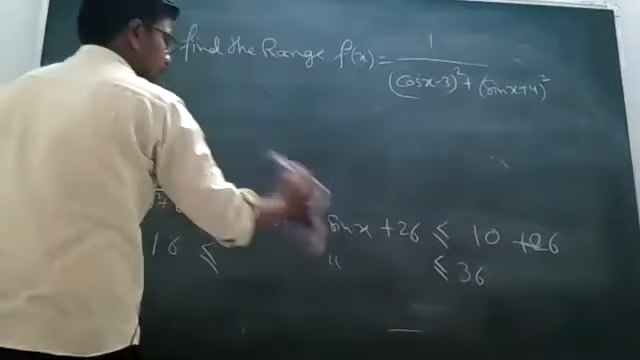 find the Range f(x) = 1 / (cosx-3)² + (sinx+4)²
sinx + 26 ≤ 10 + 26
16 ≤ " ≤ 36